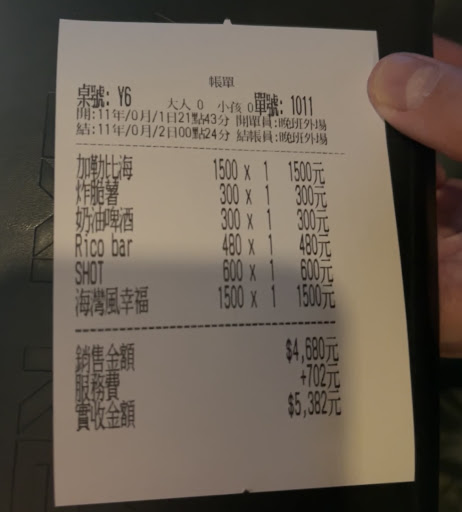 帳單
桌號: Y6 大人 0 小孩 0 單號: 1011
開:11年/0月/1日21點43分 開單員:晚班外場
結:11年/0月/2日00點24分 結帳員:晚班外場
加勒比海 1500 x 1 1500元
炸脆薯 300 x 1 300元
奶油啤酒 300 x 1 300元
Rico bar 480 x 1 480元
SHOT 600 x 1 600元
海灣風幸福 1500 x 1 1500元
銷售金額 $4,680元
服務費 +702元
實收金額 $5,382元